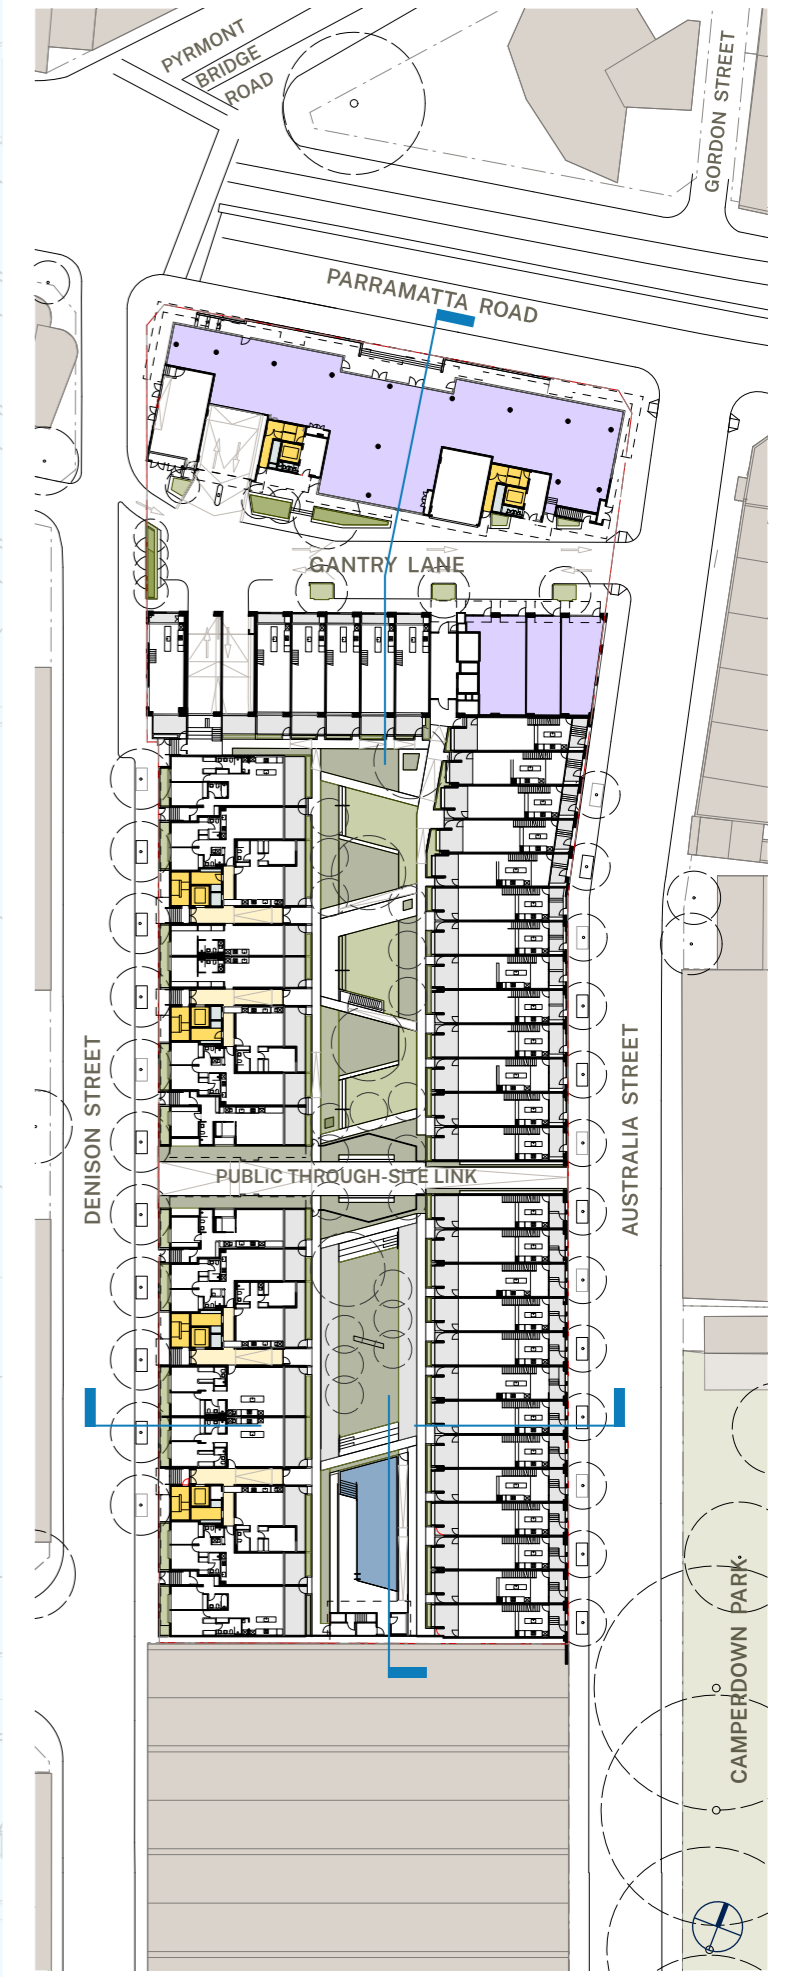 PYRMONT
BRIDGE
ROAD
GORDON STREET
PARRAMATTA ROAD
GANTRY LANE
DENISON STREET
AUSTRALIA STREET
PUBLIC THROUGH-SITE LINK
CAMPERDOWN PARK